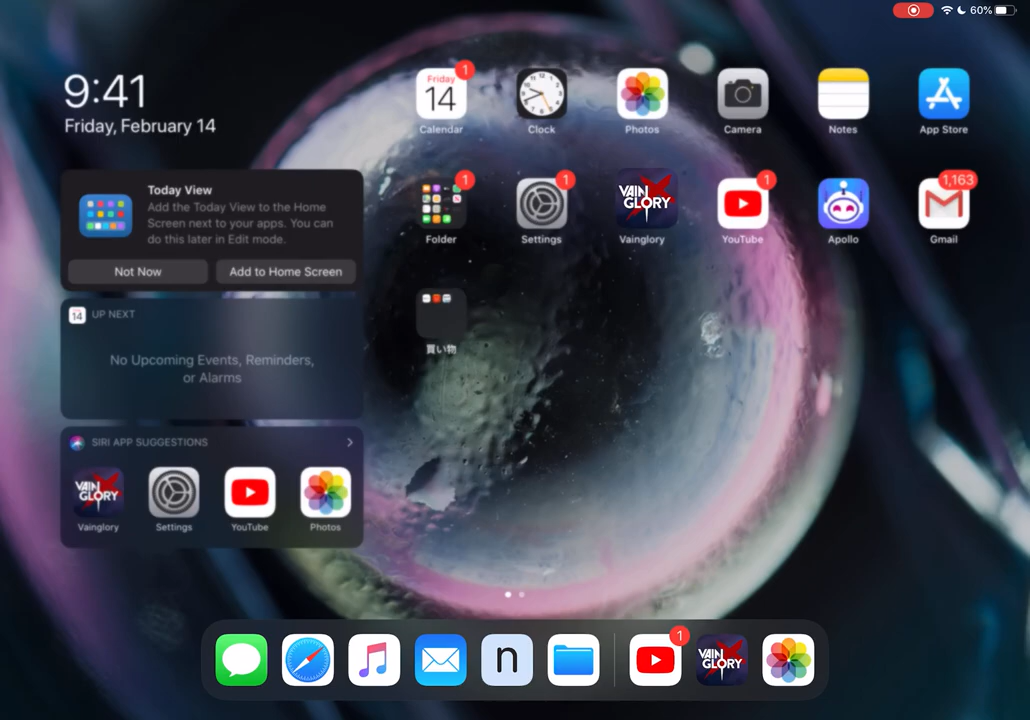 60%
9:41
Friday, February 14
Today View
Add the Today View to the Home
Screen next to your apps. You can
do this later in Edit mode.
Not Now
Add to Home Screen
14
UP NEXT
No Upcoming Events, Reminders,
or Alarms
SIRI APP SUGGESTIONS
VAIN
GLORY
Vainglory
Settings
YouTube
Photos
1
Friday
14
Calendar
Clock
Photos
Camera
Notes
App Store
1
Folder
1
Settings
VAIN
GLORY
Vainglory
1
YouTube
Apollo
1,163
Gmail
買い物
n
1
VAIN
GLORY